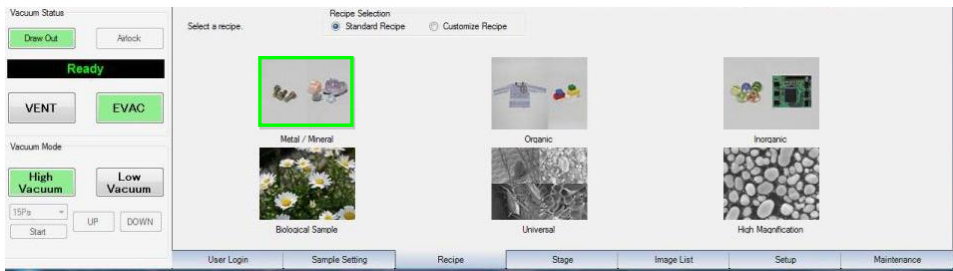 Vacuum Status
Draw Out
Airlock
Ready
VENT
EVAC
Vacuum Mode
High Vacuum
Low Vacuum
15Pa
Start
UP
DOWN
Select a recipe.
Recipe Selection
Standard Recipe
Customize Recipe
Metal / Mineral
Organic
Inorganic
Biological Sample
Universal
High Magnification
User Login
Sample Setting
Recipe
Stage
Image List
Setup
Maintenance